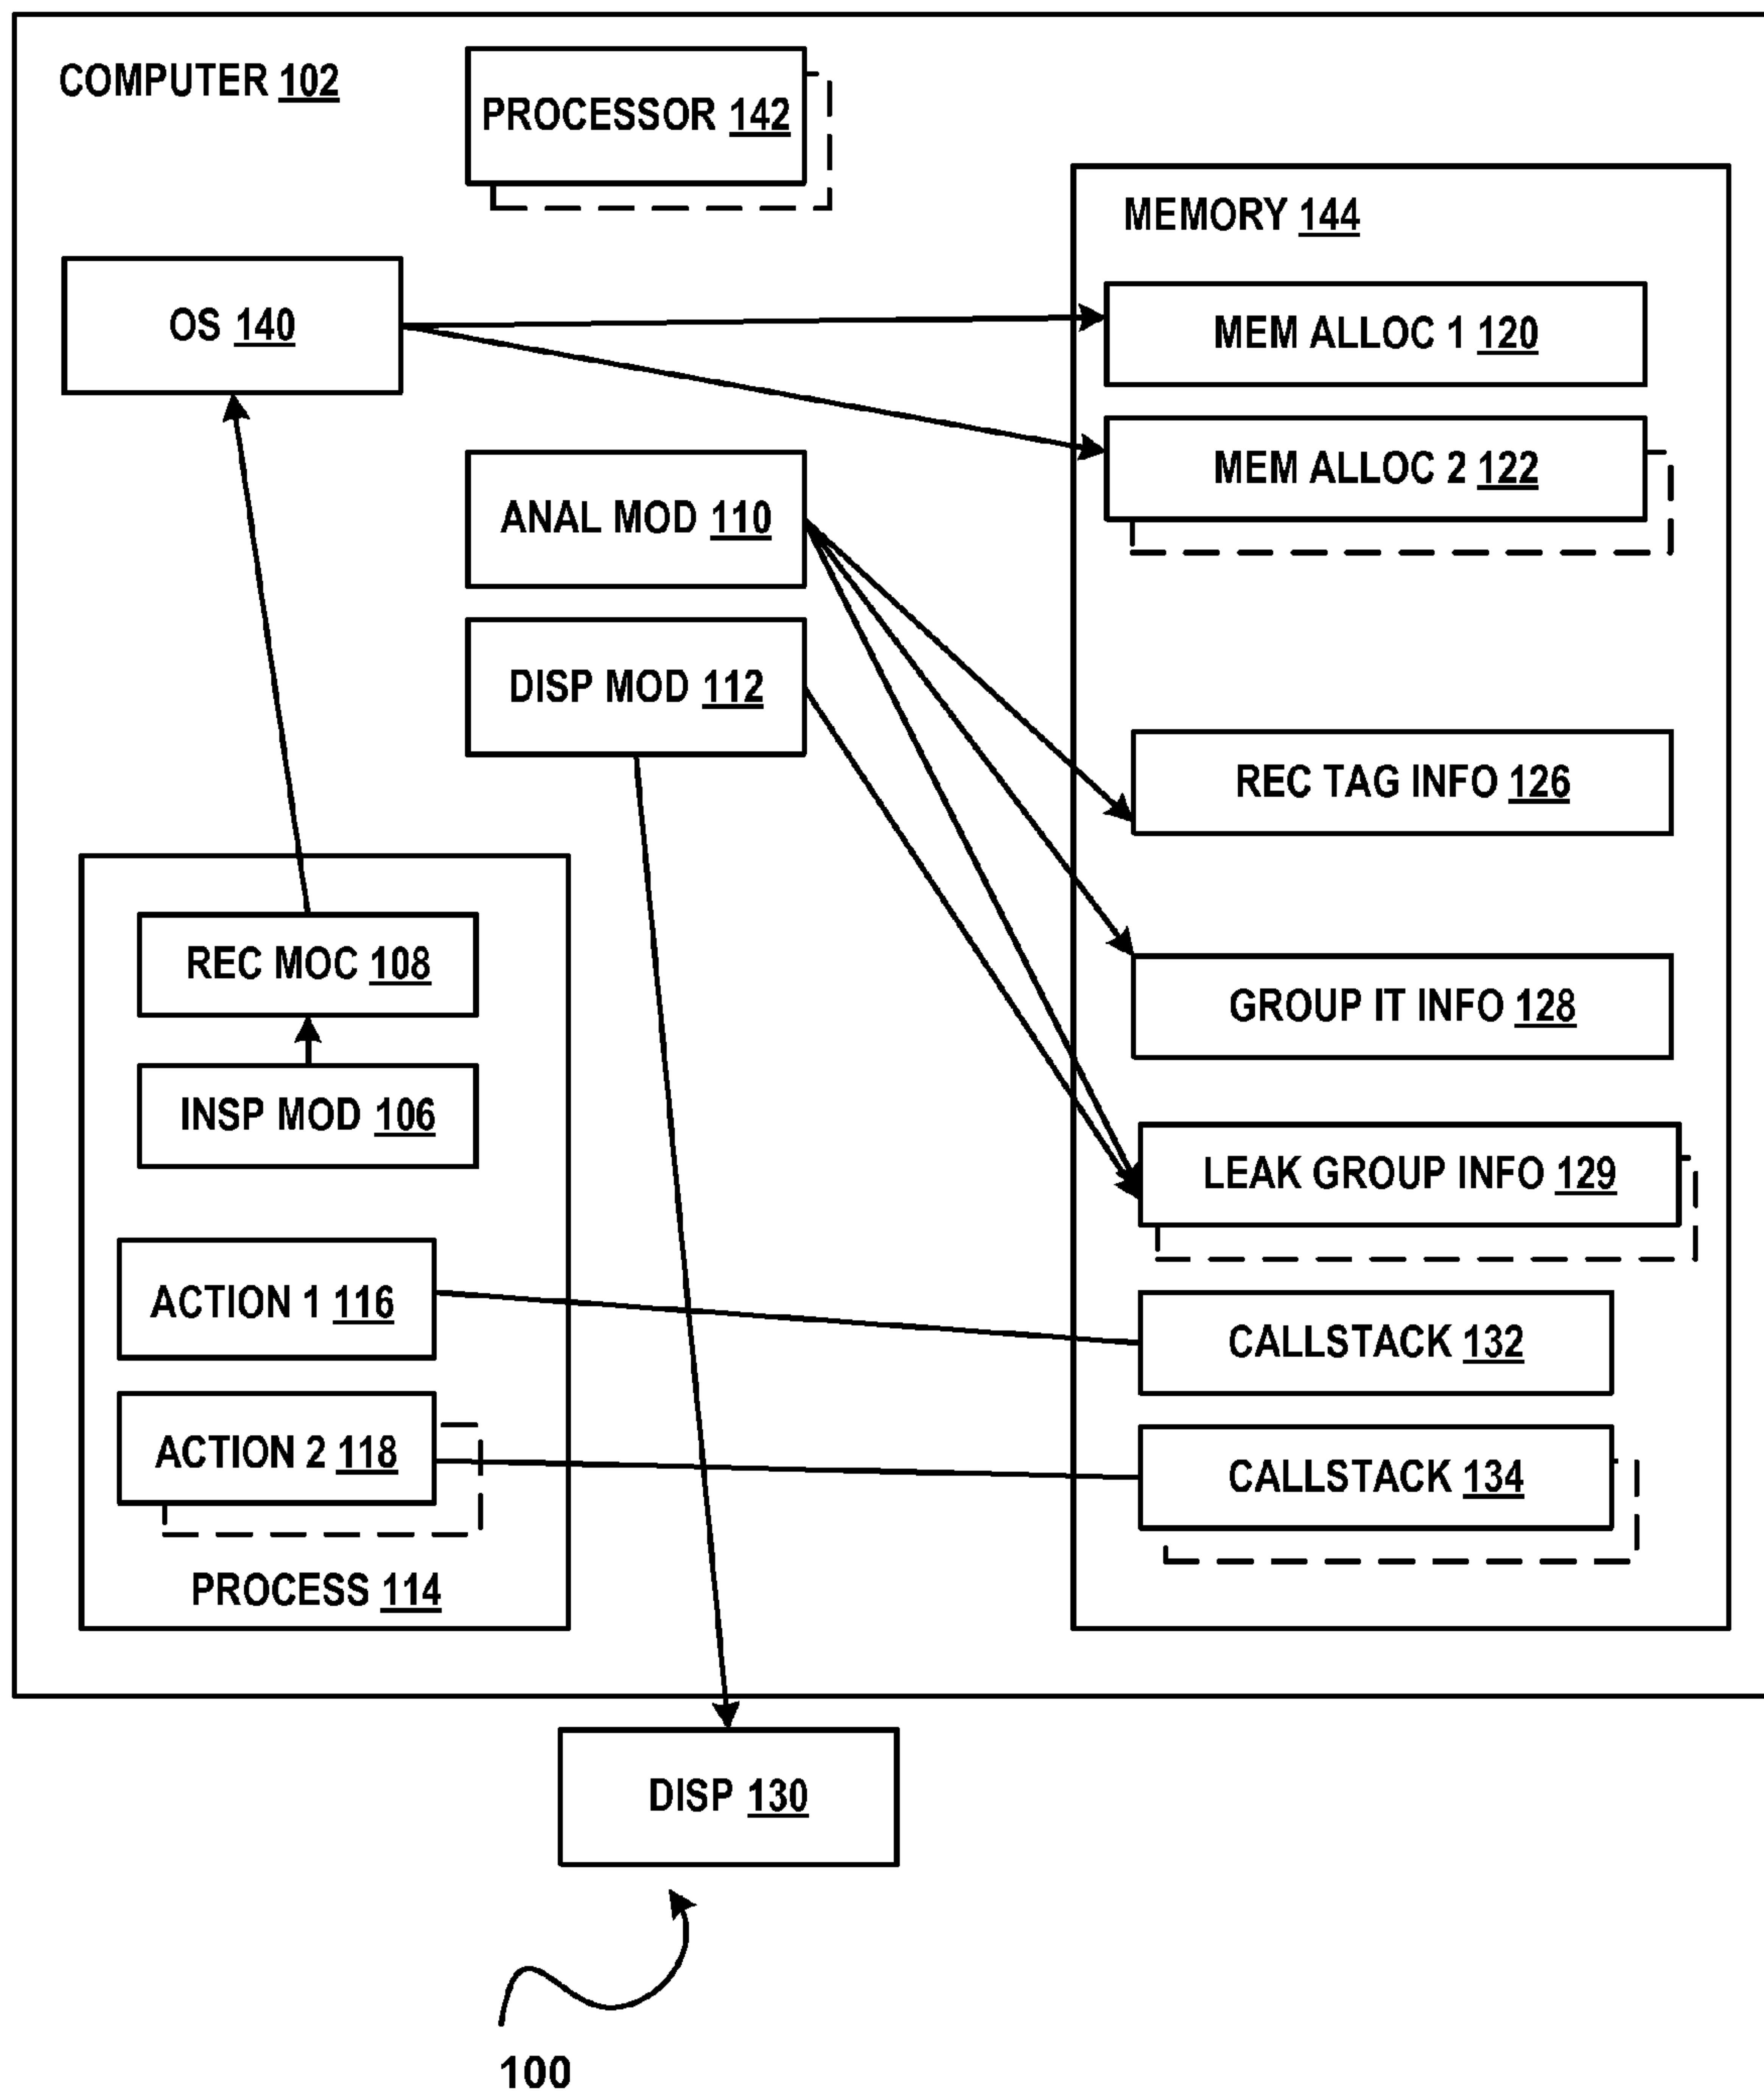 COMPUTER 102
PROCESSOR 142
MEMORY 144
OS 140
MEM ALLOC 1 120
MEM ALLOC 2 122
ANAL MOD 110
DISP MOD 112
REC TAG INFO 126
REC MOC 108
GROUP IT INFO 128
INSP MOD 106
LEAK GROUP INFO 129
ACTION 1 116
CALLSTACK 132
ACTION 2 118
CALLSTACK 134
PROCESS 114
DISP 130
100